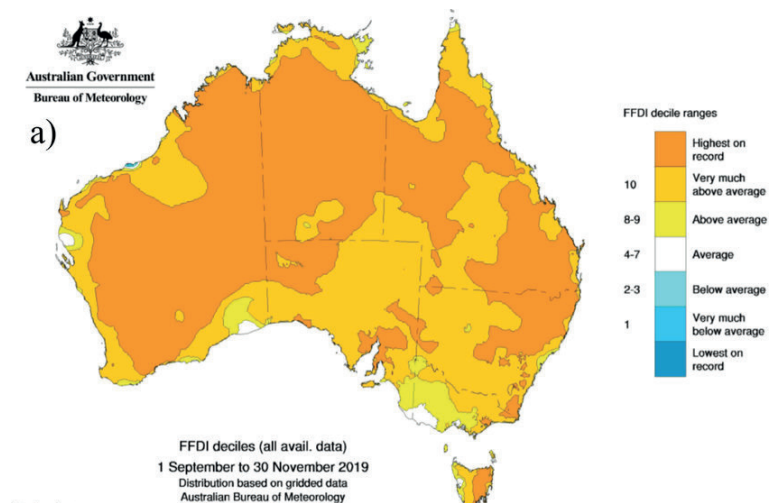 Australian Government
Bureau of Meteorology
a)
FFDI decile ranges
Highest on
record
10
Very much
above average
8-9
Above average
4-7
Average
2-3
Below average
1
Very much
below average
Lowest on
record
FFDI deciles (all avail. data)
1 September to 30 November 2019
Distribution based on gridded data
Australian Bureau of Meteorology